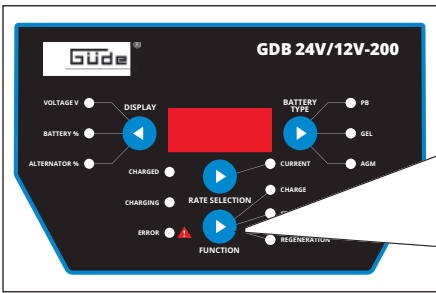 Güde®
GDB 24V/12V-200
VOLTAGE V
DISPLAY
BATTERY TYPE
PB
BATTERY %
GEL
ALTERNATOR %
AGM
CHARGED
CURRENT
CHARGE
CHARGING
RATE SELECTION
ERROR
FUNCTION
REGENERATION